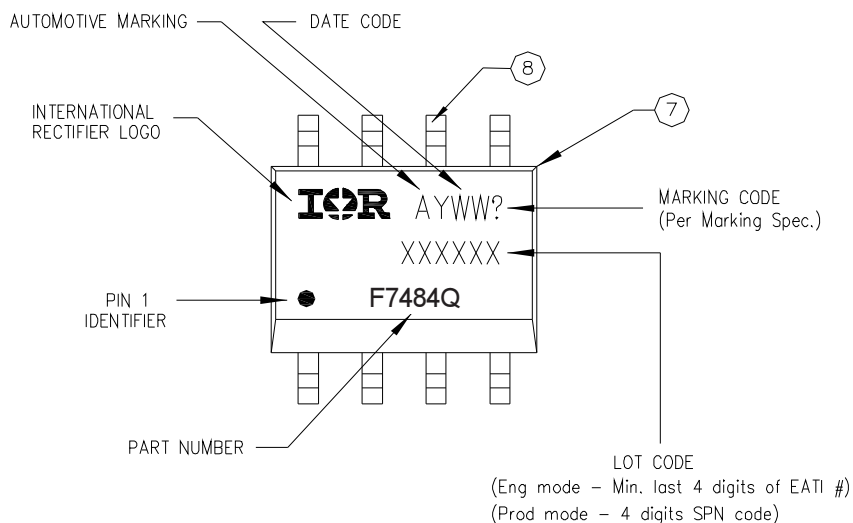 AUTOMOTIVE MARKING
DATE CODE
8
7
INTERNATIONAL
RECTIFIER LOGO
IOR
AYWW?
MARKING CODE
(Per Marking Spec.)
XXXXXX
PIN 1
IDENTIFIER
F7484Q
PART NUMBER
LOT CODE
(Eng mode – Min. last 4 digits of EATI #)
(Prod mode – 4 digits SPN code)